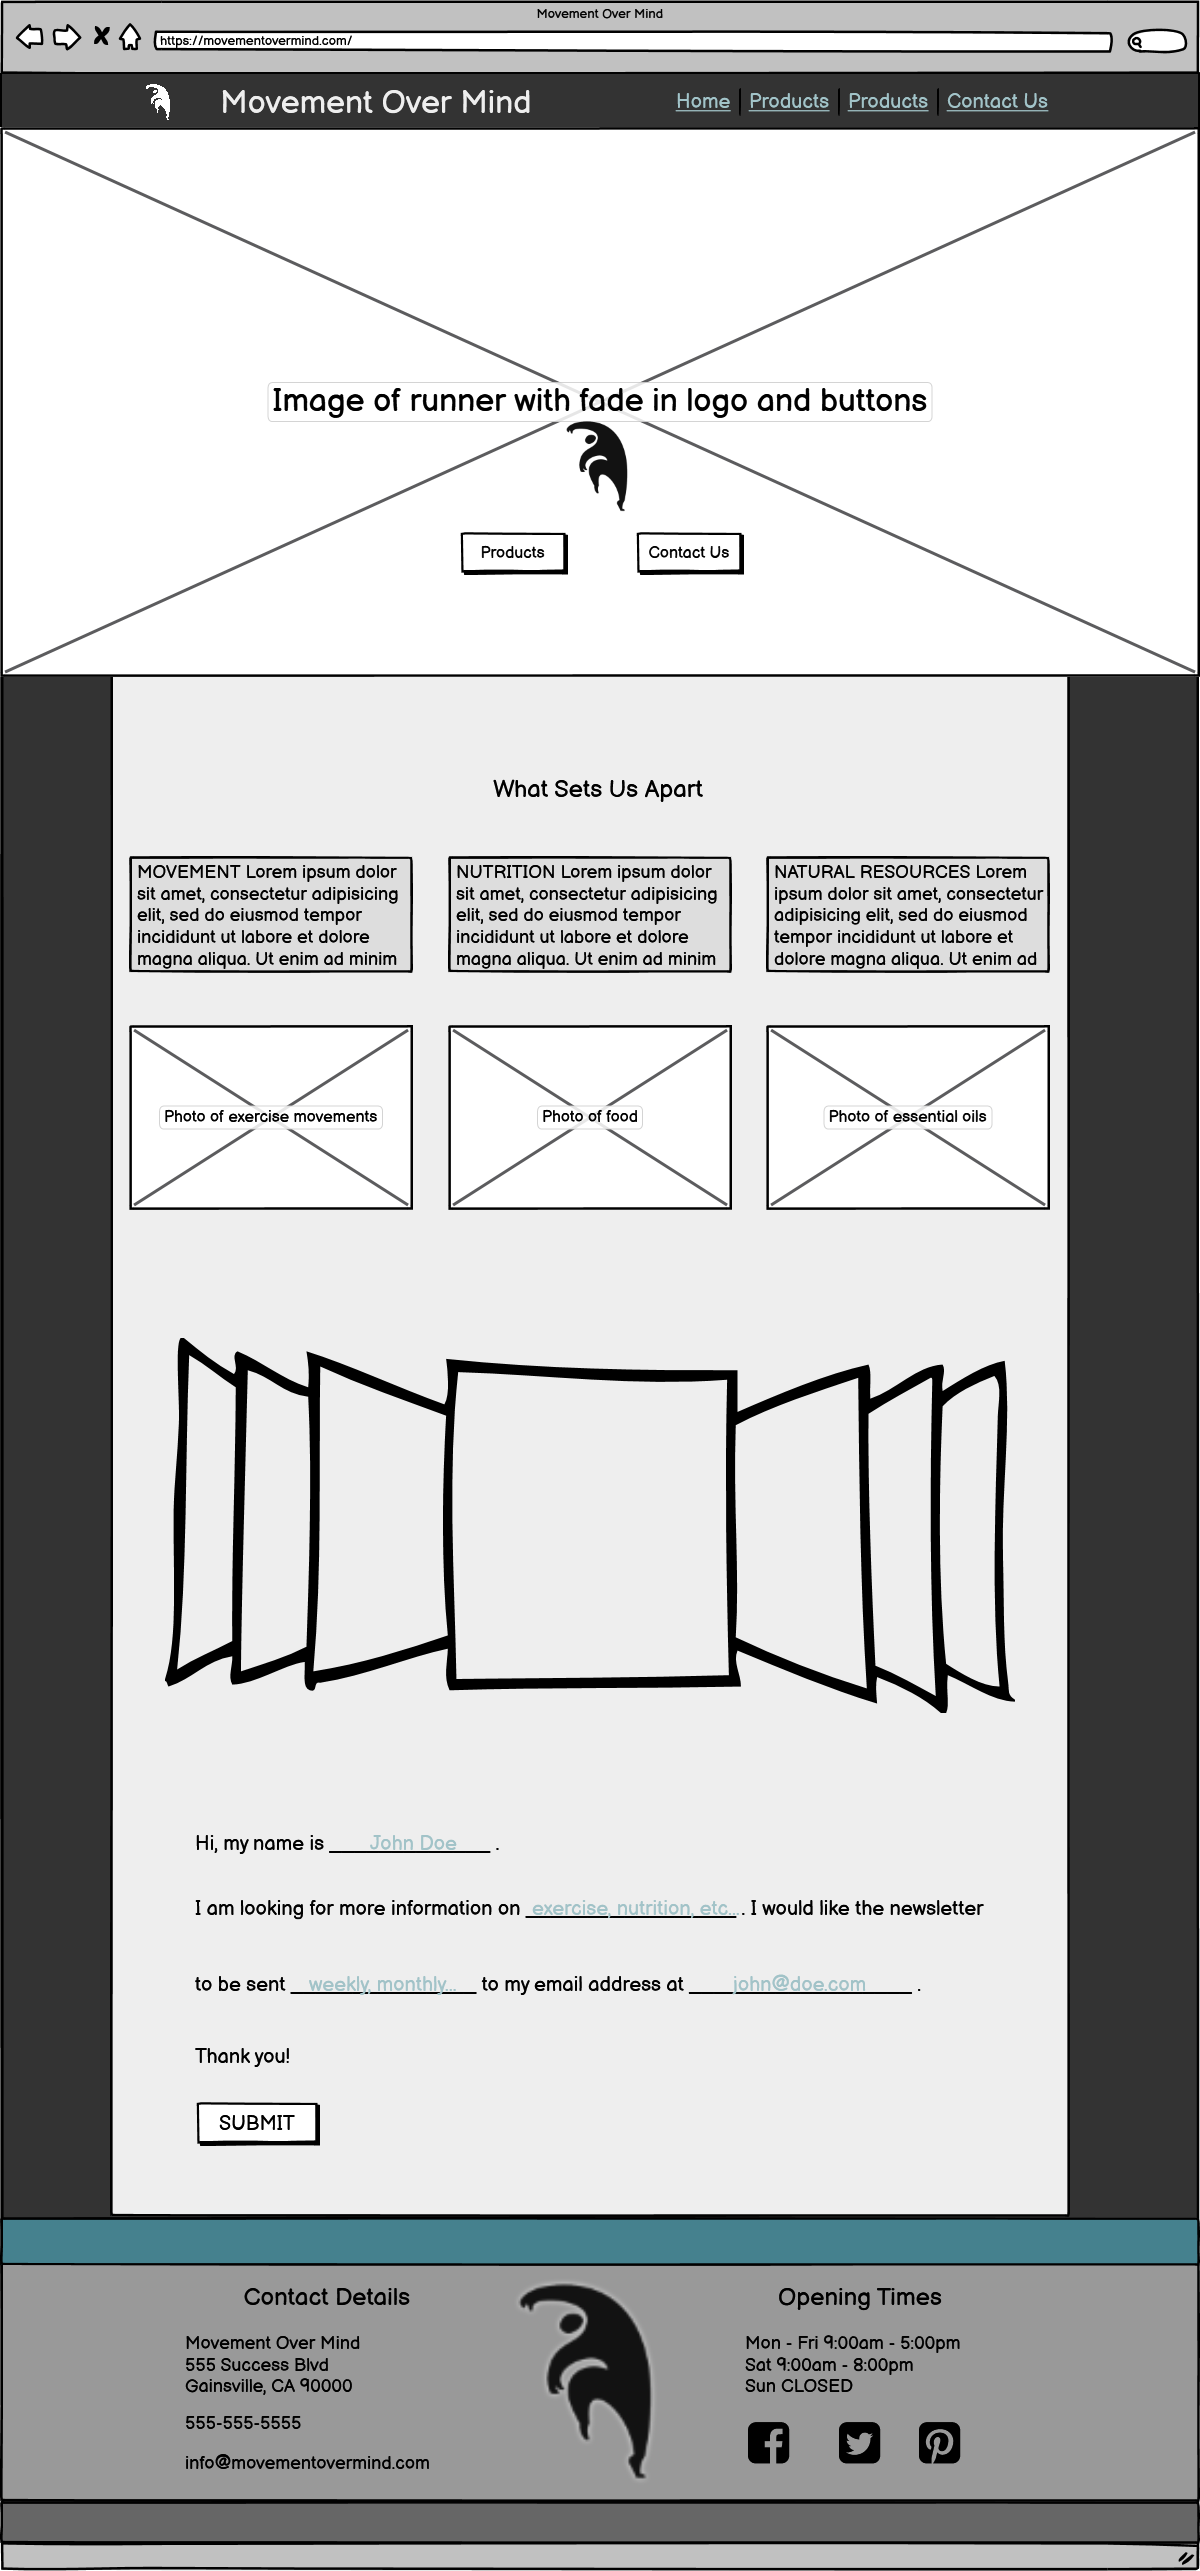 Movement Over Mind
https://movementovermind.com/
Movement Over Mind
Home Products Products Contact Us
Image of runner with fade in logo and buttons
Products Contact Us
What Sets Us Apart
MOVEMENT Lorem ipsum dolor
sit amet, consectetur adipisicing
elit, sed do eiusmod tempor
incididunt ut labore et dolore
magna aliqua. Ut enim ad minim
NUTRITION Lorem ipsum dolor
sit amet, consectetur adipisicing
elit, sed do eiusmod tempor
incididunt ut labore et dolore
magna aliqua. Ut enim ad minim
NATURAL RESOURCES Lorem
ipsum dolor sit amet, consectetur
adipisicing elit, sed do eiusmod
tempor incididunt ut labore et
dolore magna aliqua. Ut enim ad
Photo of exercise movements
Photo of food
Photo of essential oils
Hi, my name is John Doe .
I am looking for more information on exercise, nutrition, etc... . I would like the newsletter
to be sent weekly, monthly... to my email address at john@doe.com .
Thank you!
SUBMIT
Contact Details
Movement Over Mind
555 Success Blvd
Gainsville, CA 90000
555-555-5555
info@movementovermind.com
Opening Times
Mon - Fri 9:00am - 5:00pm
Sat 9:00am - 8:00pm
Sun CLOSED